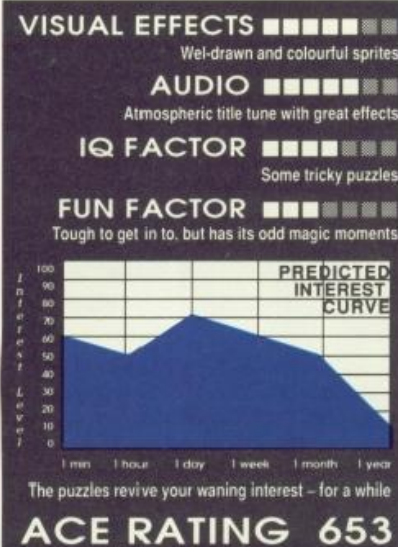 VISUAL EFFECTS
Wel-drawn and colourful sprites
AUDIO
Atmospheric title tune with great effects
IQ FACTOR
Some tricky puzzles
FUN FACTOR
Tough to get in to, but has its odd magic moments
PREDICTED
INTEREST
CURVE
Interest Level
100
90
80
70
60
50
40
30
20
10
0
1 min 1 hour 1 day 1 week 1 month 1 year
The puzzles revive your waning interest – for a while
ACE RATING 653